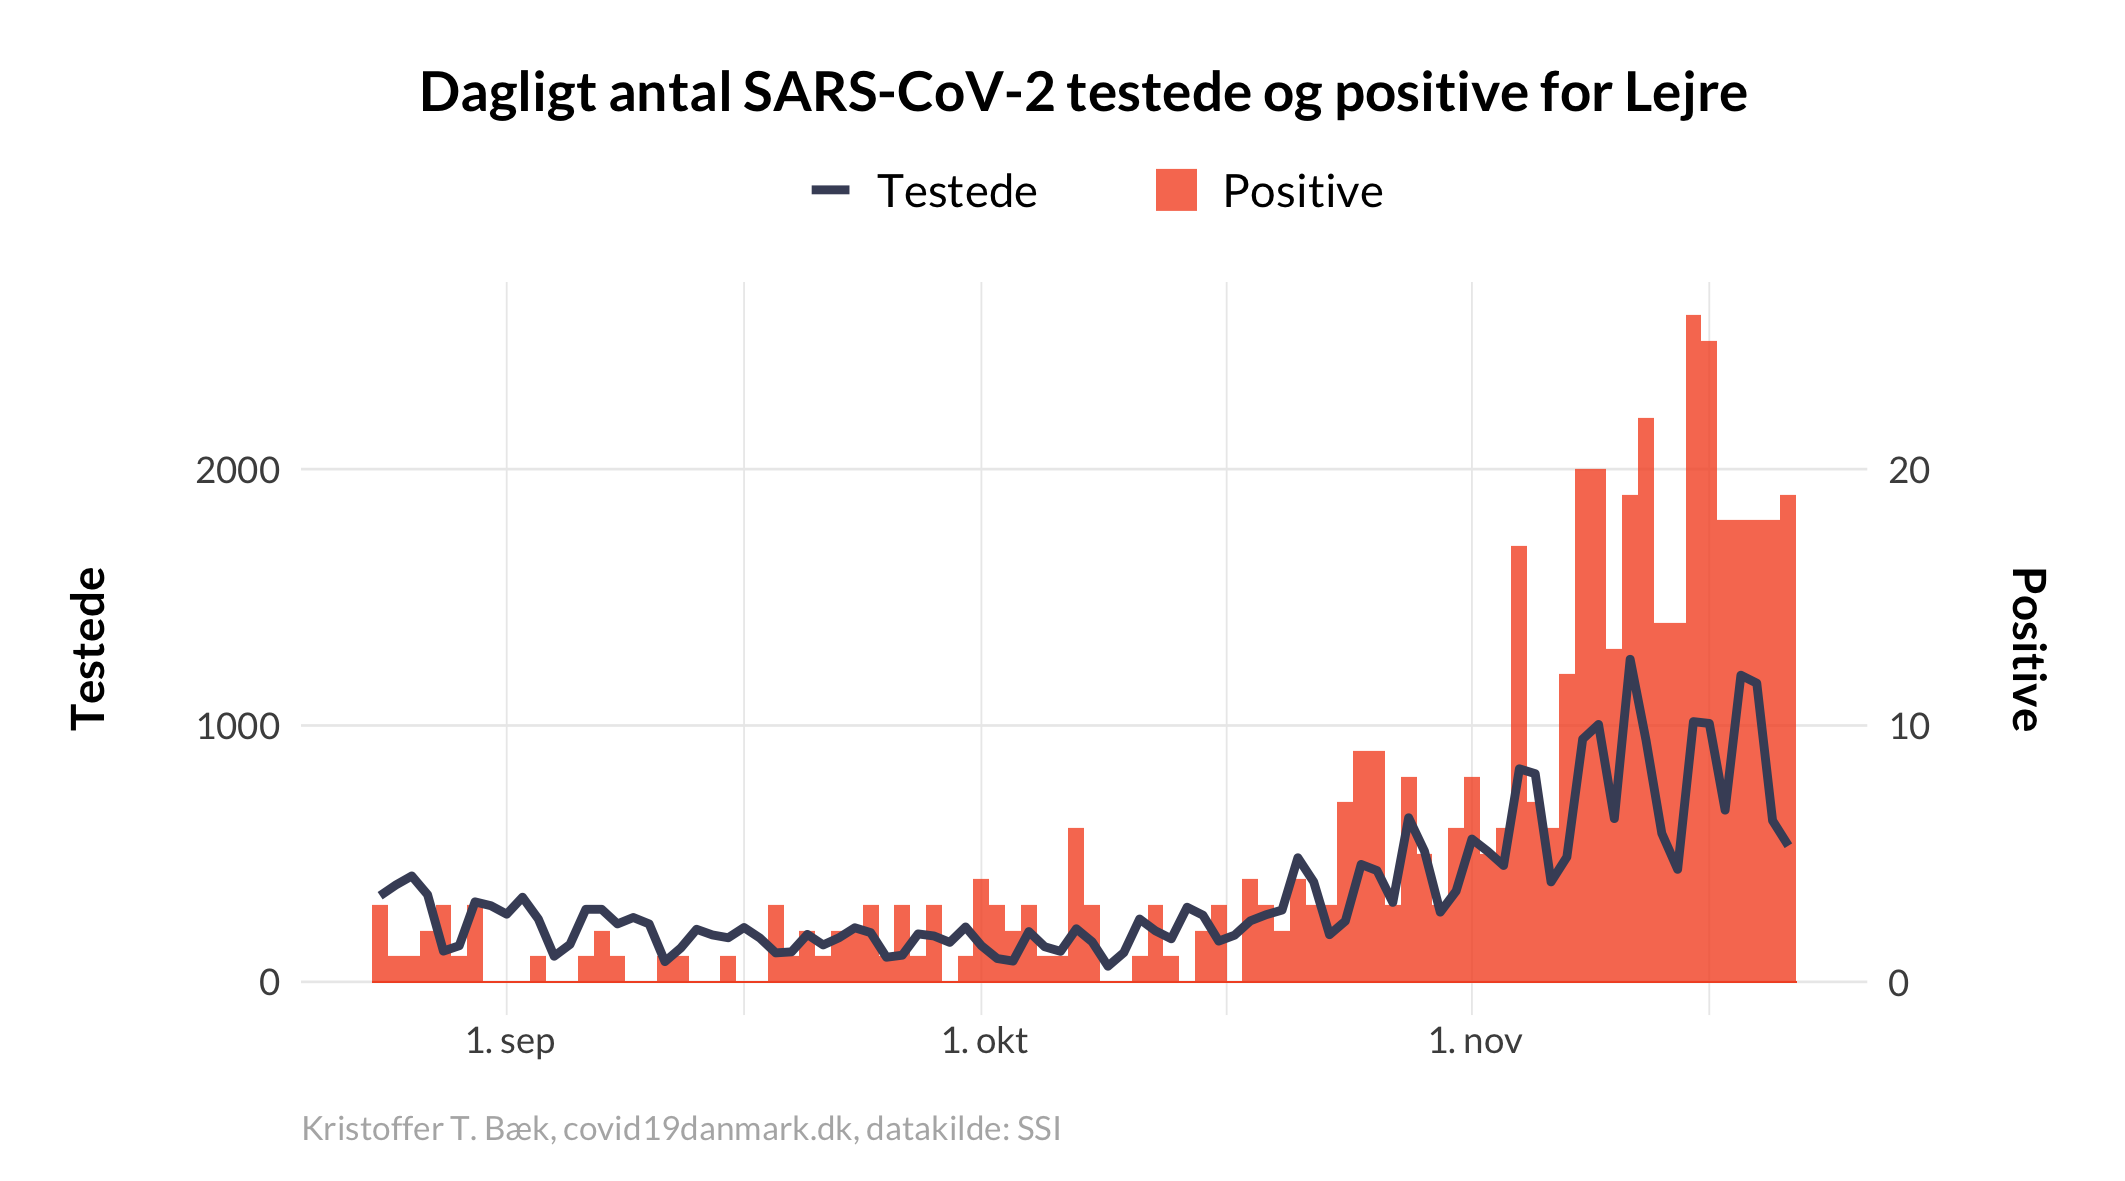 Dagligt antal SARS-CoV-2 testede og positive for Lejre
Testede
Positive
2000
1000
0
Testede
20
10
0
Positive
1. sep
1. okt
1. nov
Kristoffer T. Bæk, covid19danmark.dk, datakilde: SSI